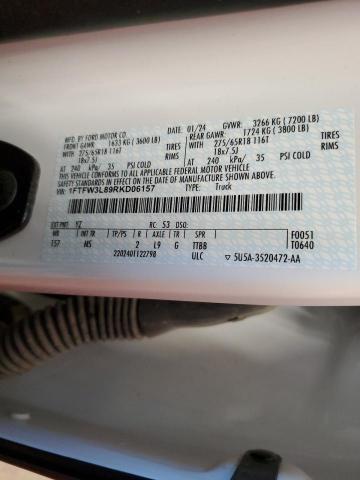 MFD. BY FORD MOTOR CO.
01/24 GVWR: 3266 KG ( 7200 LB)
FRONT GAWR: 1633 KG ( 3600 LB)
REAR GAWR: 1724 KG ( 3800 LB)
WITH 275/65R18 116T TIRES
WITH 275/65R18 116T TIRES
18x7.5J RIMS
18x7.5J RIMS
AT 240 kPa/ 35 PSI COLD
AT 240 kPa/ 35 PSI COLD
THIS VEHICLE CONFORMS TO ALL APPLICABLE FEDERAL MOTOR VEHICLE
SAFETY STANDARDS IN EFFECT ON THE DATE OF MANUFACTURE SHOWN ABOVE.
VIN: 1FTFW3L89RKD06157
TYPE: Truck
EXT PNT: YZ RC: 53 DSO: F0051
WB TP/PS R AXLE TR SPR T0640
157 MS 2 L9 G TTBB
2202401122798 ULC ▽ 5U5A-3520472-AA